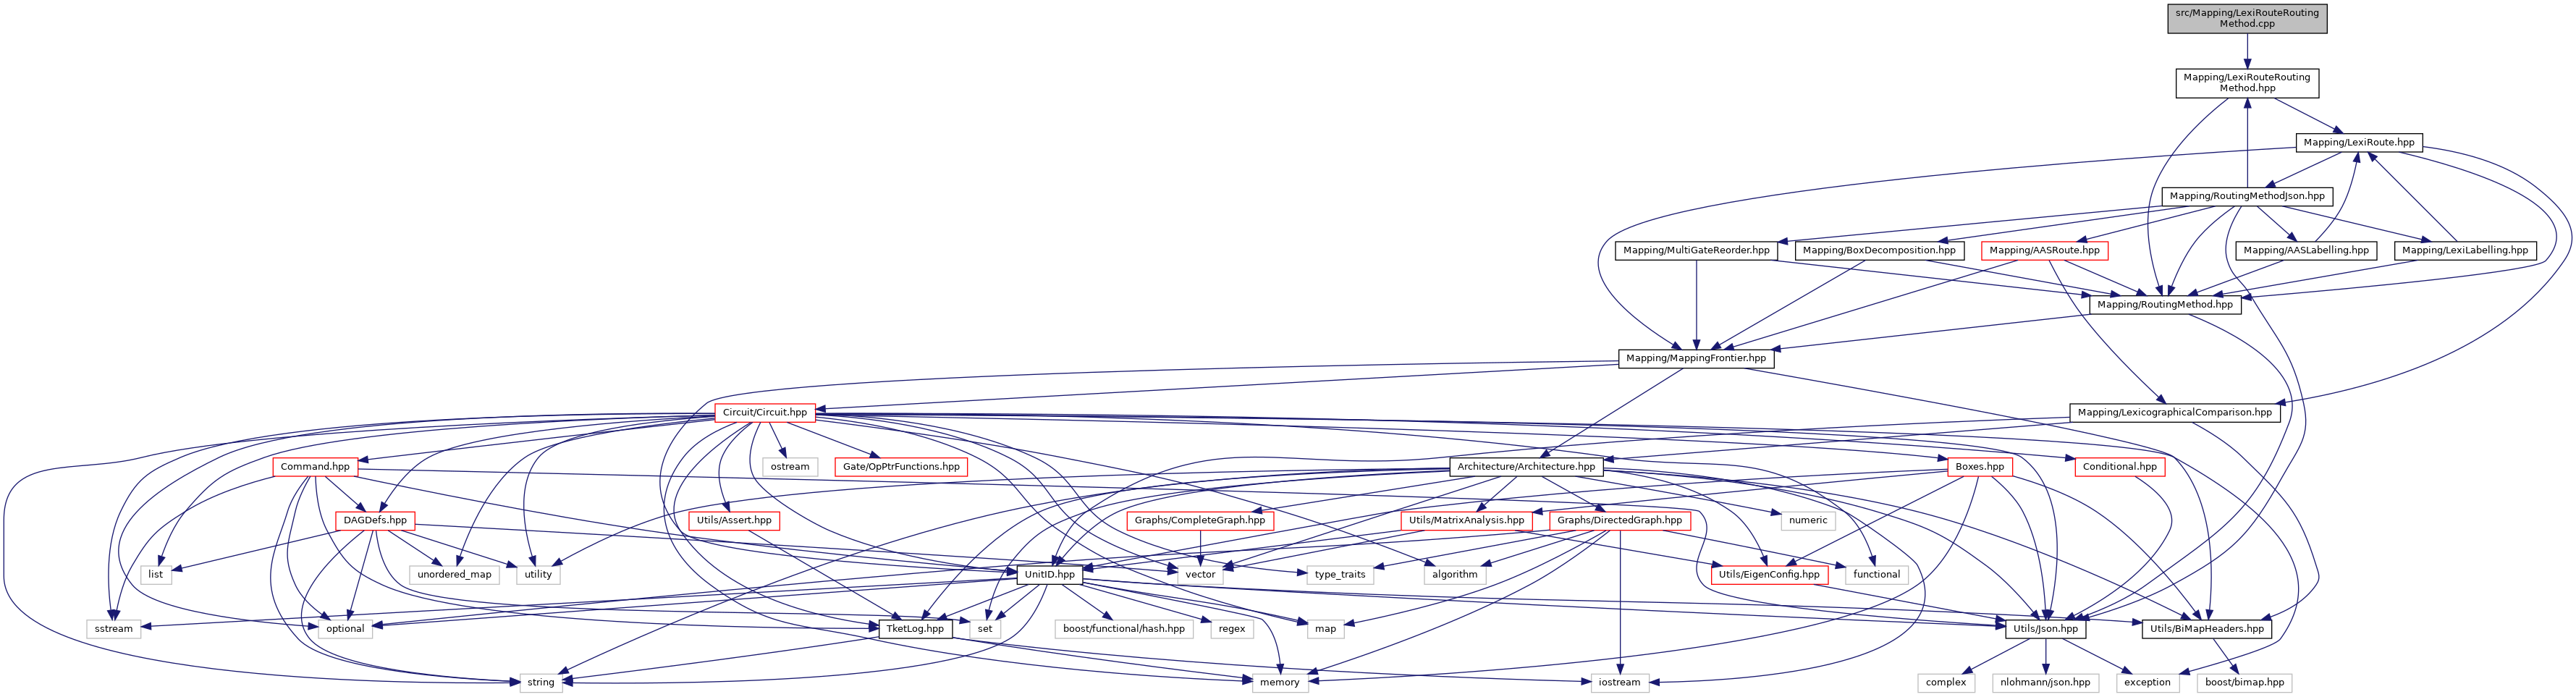 src/Mapping/LexiRouteRouting
Method.cpp
Mapping/LexiRouteRouting
Method.hpp
Mapping/LexiRoute.hpp
Mapping/RoutingMethodJson.hpp
Mapping/MultiGateReorder.hpp
Mapping/BoxDecomposition.hpp
Mapping/AASRoute.hpp
Mapping/AASLabelling.hpp
Mapping/LexiLabelling.hpp
Mapping/RoutingMethod.hpp
Mapping/MappingFrontier.hpp
Circuit/Circuit.hpp
Mapping/LexicographicalComparison.hpp
Command.hpp
ostream
Gate/OpPtrFunctions.hpp
Architecture/Architecture.hpp
Boxes.hpp
Conditional.hpp
DAGDefs.hpp
Utils/Assert.hpp
Graphs/CompleteGraph.hpp
Utils/MatrixAnalysis.hpp
Graphs/DirectedGraph.hpp
numeric
list
unordered_map
utility
UnitID.hpp
vector
type_traits
algorithm
Utils/EigenConfig.hpp
functional
sstream
optional
TketLog.hpp
set
boost/functional/hash.hpp
regex
map
Utils/Json.hpp
Utils/BiMapHeaders.hpp
string
memory
iostream
complex
nlohmann/json.hpp
exception
boost/bimap.hpp